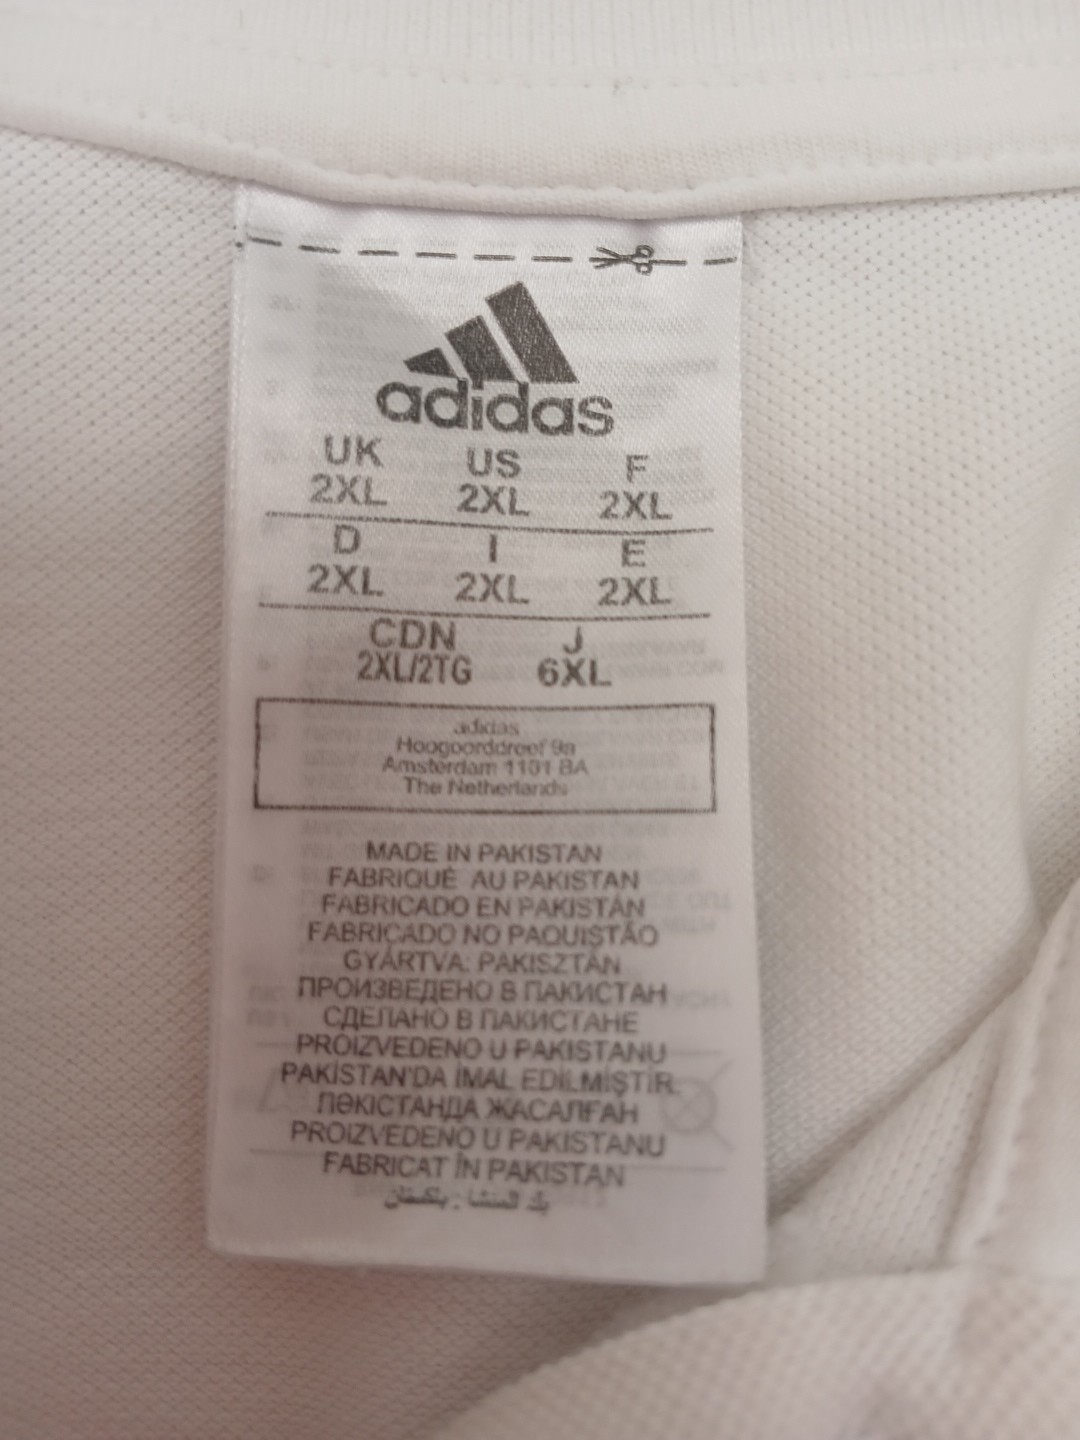 adidas
UK US F
2XL 2XL 2XL
D I E
2XL 2XL 2XL
CDN J
2XL/2TG 6XL
adidas
Hoogoorddreef 9a
Amsterdam 1101 BA
The Netherlands
MADE IN PAKISTAN
FABRIQUÉ AU PAKISTAN
FABRICADO EN PAKISTÁN
FABRICADO NO PAQUISTÃO
GYÁRTVA: PAKISZTÁN
ПРОИЗВЕДЕНО В ПАКИСТАН
СДЕЛАНО В ПАКИСТАНЕ
PROIZVEDENO U PAKISTANU
PAKİSTAN'DA İMAL EDİLMİŞTİR.
ПӘКІСТАНДА ЖАСАЛҒАН
PROIZVEDENO U PAKISTANU
FABRICAT ÎN PAKISTAN